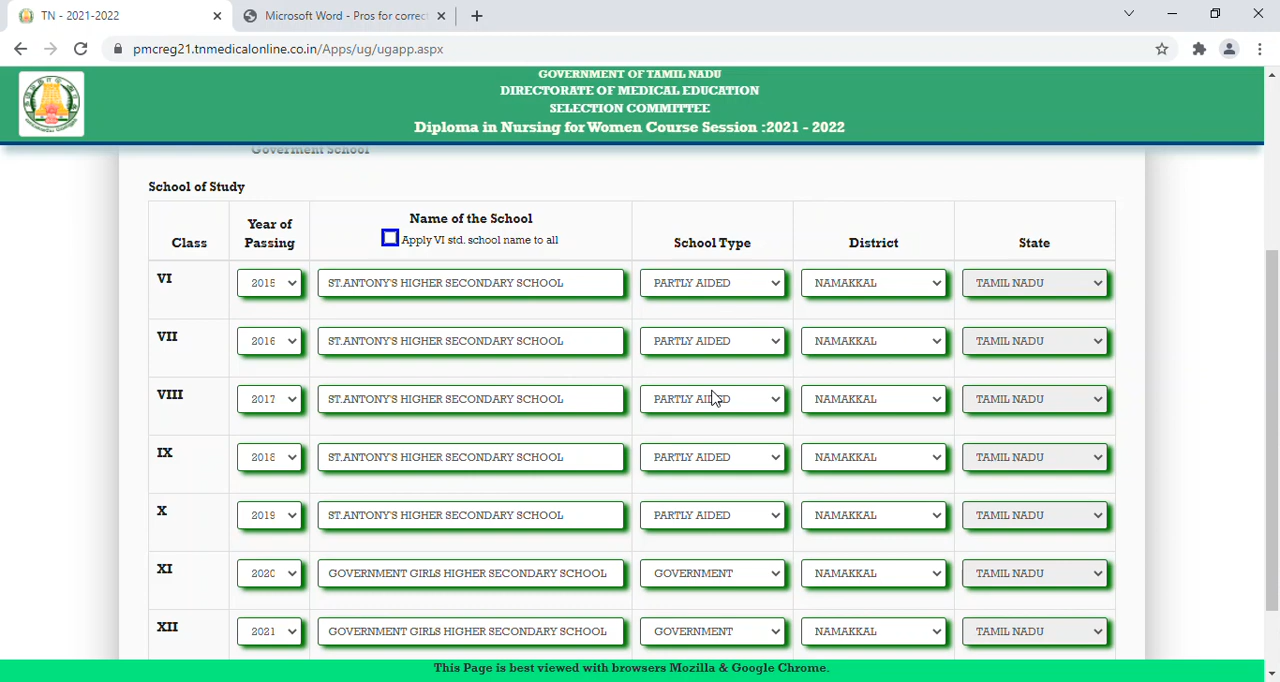 TN - 2021-2022
Microsoft Word - Pros for correct
pmcreg21.tnmedicalonline.co.in/Apps/ug/ugapp.aspx
GOVERNMENT OF TAMIL NADU
DIRECTORATE OF MEDICAL EDUCATION
SELECTION COMMITTEE
Diploma in Nursing for Women Course Session :2021 - 2022
Goverment School
School of Study
Class Year of Passing Name of the School School Type District State
Apply VI std. school name to all
VI 2015 ST.ANTONY'S HIGHER SECONDARY SCHOOL PARTLY AIDED NAMAKKAL TAMIL NADU
VII 2016 ST.ANTONY'S HIGHER SECONDARY SCHOOL PARTLY AIDED NAMAKKAL TAMIL NADU
VIII 2017 ST.ANTONY'S HIGHER SECONDARY SCHOOL PARTLY AIDED NAMAKKAL TAMIL NADU
IX 2018 ST.ANTONY'S HIGHER SECONDARY SCHOOL PARTLY AIDED NAMAKKAL TAMIL NADU
X 2019 ST.ANTONY'S HIGHER SECONDARY SCHOOL PARTLY AIDED NAMAKKAL TAMIL NADU
XI 2020 GOVERNMENT GIRLS HIGHER SECONDARY SCHOOL GOVERNMENT NAMAKKAL TAMIL NADU
XII 2021 GOVERNMENT GIRLS HIGHER SECONDARY SCHOOL GOVERNMENT NAMAKKAL TAMIL NADU
This Page is best viewed with browsers Mozilla & Google Chrome.